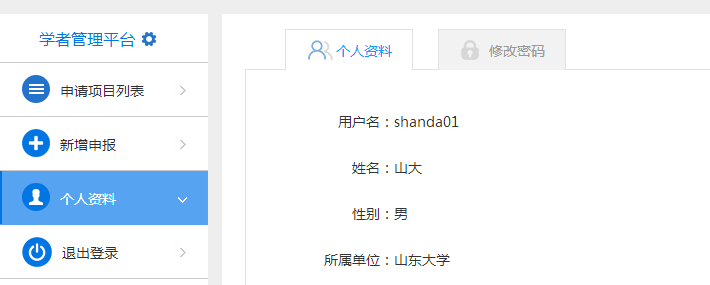 学者管理平台
申请项目列表
新增申报
个人资料
退出登录
个人资料
修改密码
用户名：shanda01
姓名：山大
性别：男
所属单位：山东大学